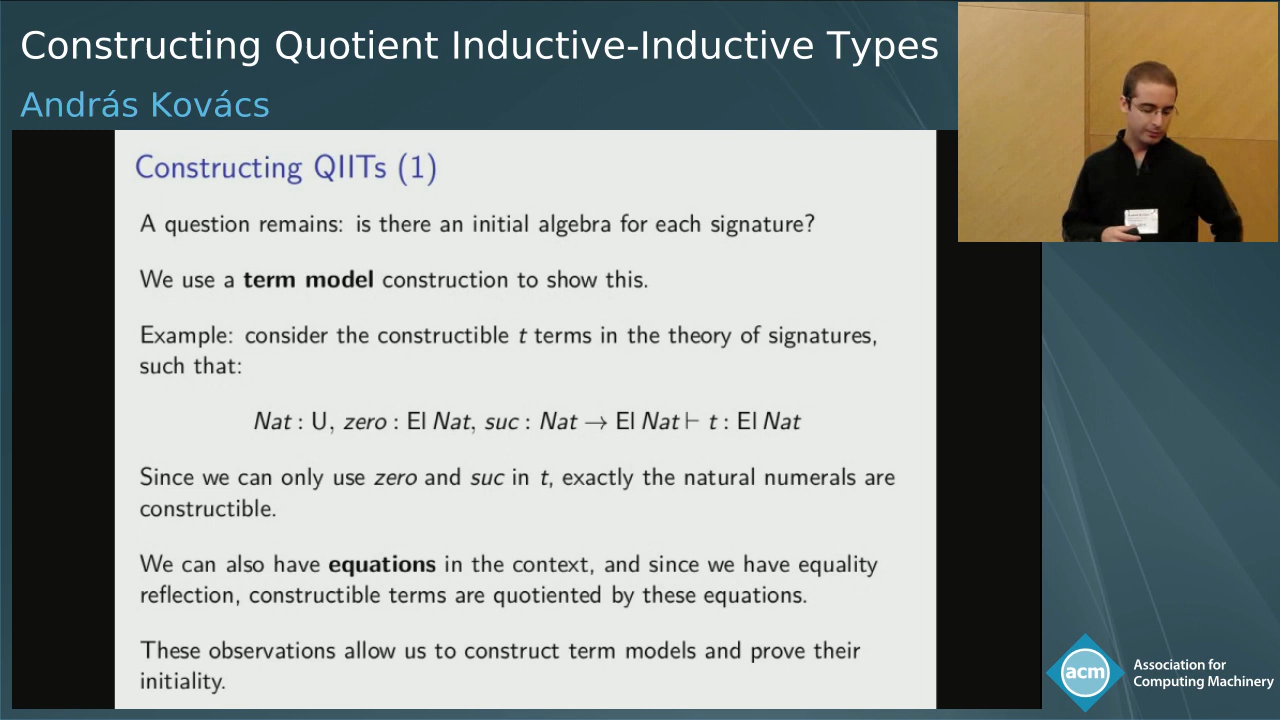 Constructing Quotient Inductive-Inductive Types
András Kovács
Constructing QIITs (1)
A question remains: is there an initial algebra for each signature?
We use a term model construction to show this.
Example: consider the constructible t terms in the theory of signatures,
such that:
Nat : U, zero : El Nat, suc : Nat → El Nat ⊢ t : El Nat
Since we can only use zero and suc in t, exactly the natural numerals are
constructible.
We can also have equations in the context, and since we have equality
reflection, constructible terms are quotiented by these equations.
These observations allow us to construct term models and prove their
initiality.
acm
Association for
Computing Machinery